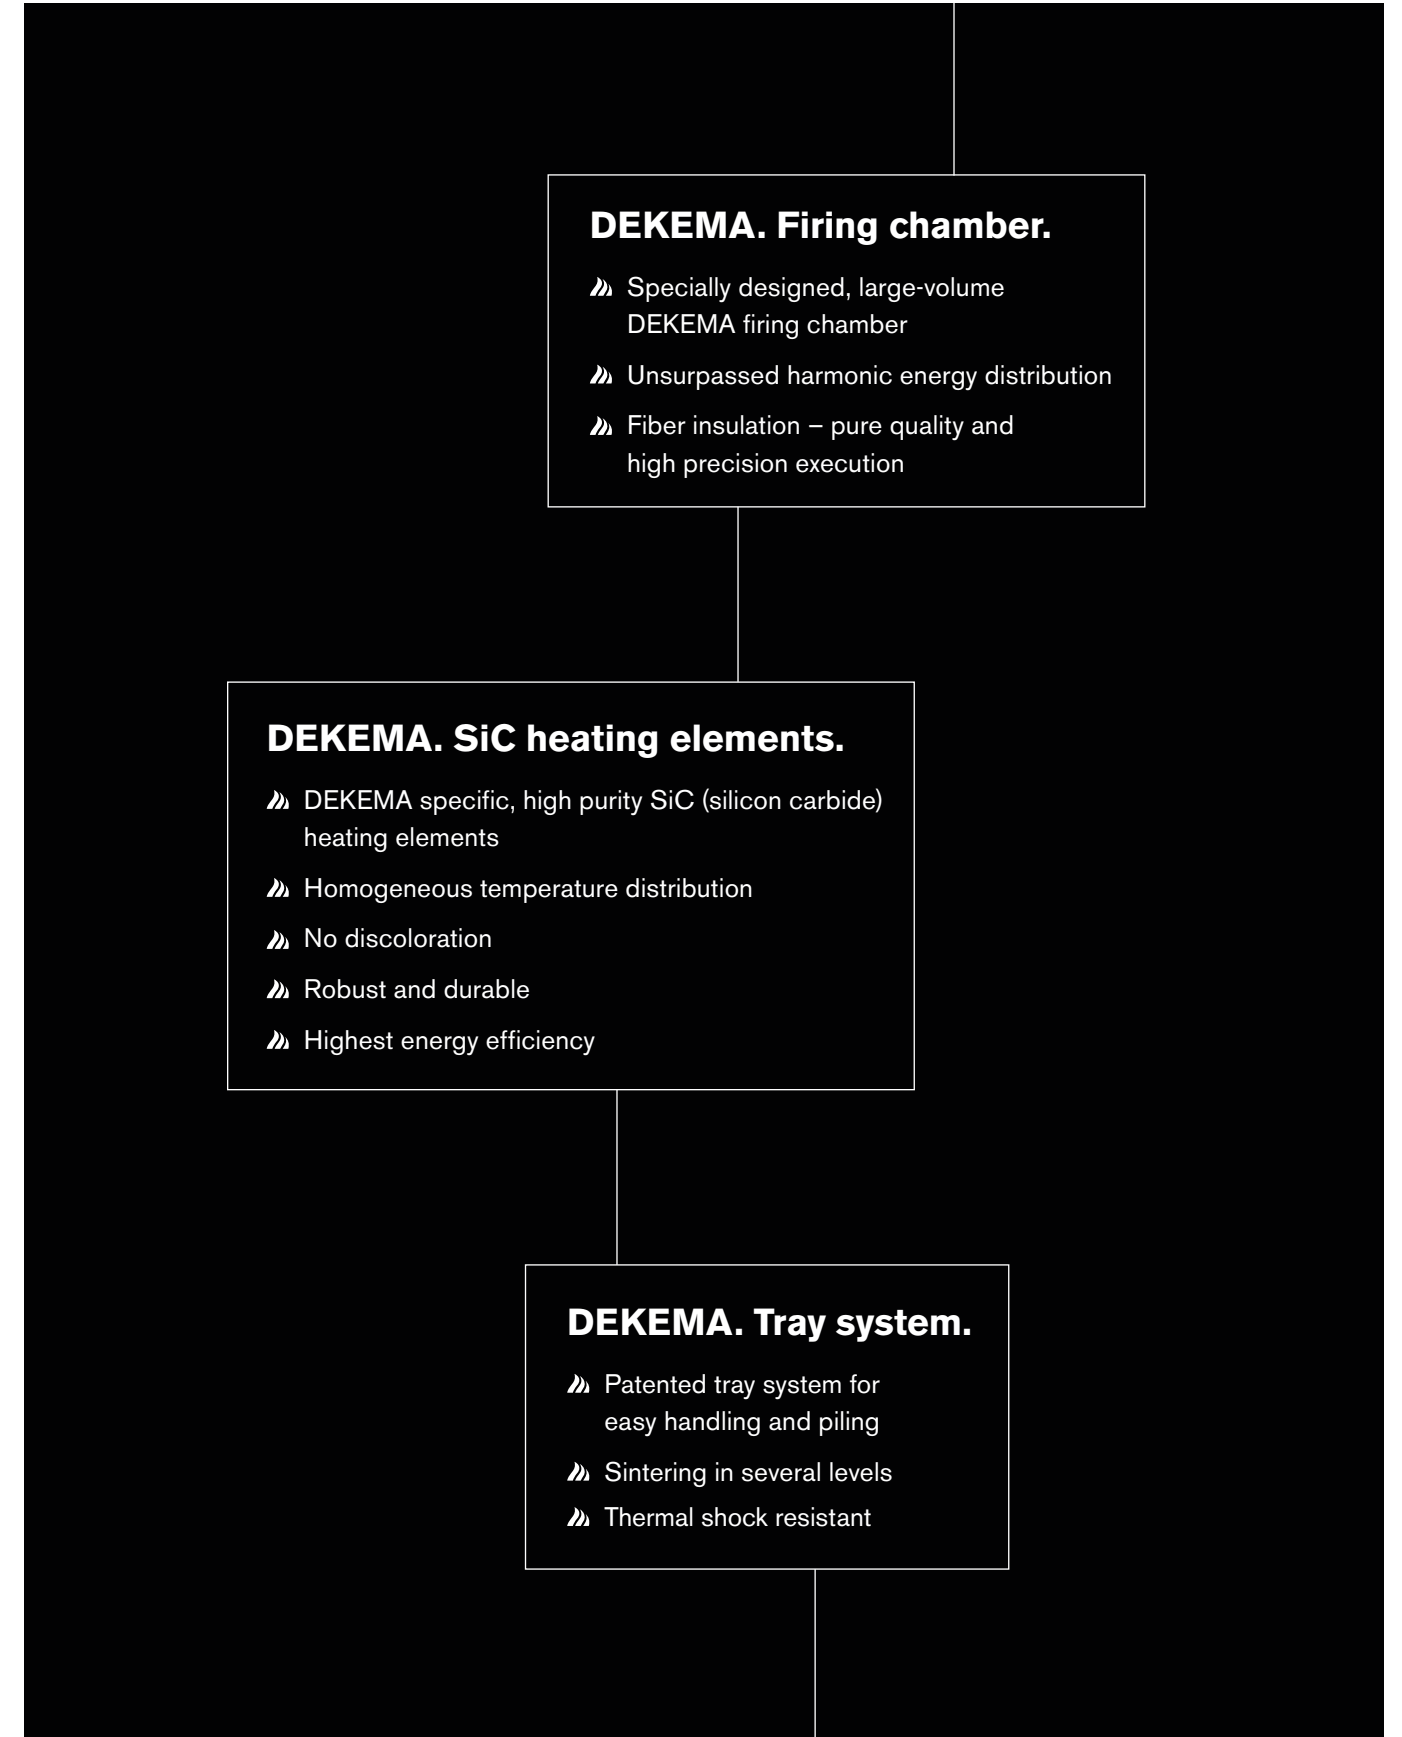 DEKEMA. Firing chamber.
Specially designed, large-volume
DEKEMA firing chamber
Unsurpassed harmonic energy distribution
Fiber insulation – pure quality and
high precision execution
DEKEMA. SiC heating elements.
DEKEMA specific, high purity SiC (silicon carbide)
heating elements
Homogeneous temperature distribution
No discoloration
Robust and durable
Highest energy efficiency
DEKEMA. Tray system.
Patented tray system for
easy handling and piling
Sintering in several levels
Thermal shock resistant